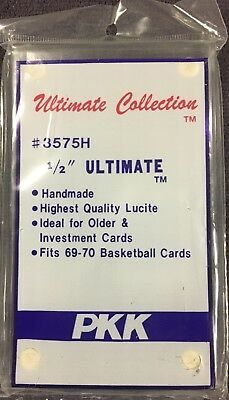 Ultimate Collection
TM
#3575H
1/2" ULTIMATE
TM
• Handmade
• Highest Quality Lucite
• Ideal for Older &
Investment Cards
• Fits 69-70 Basketball Cards
PKK